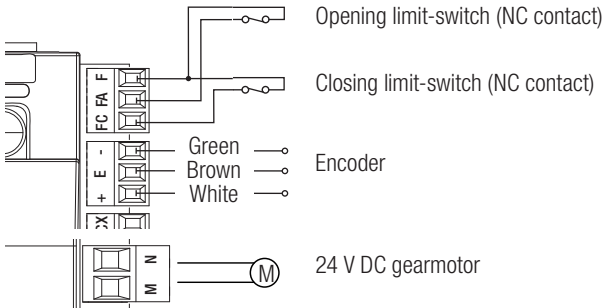 Opening limit-switch (NC contact)
F
FA
Closing limit-switch (NC contact)
FC
- Green
E Brown
Encoder
+ White
CX
N
M
M
24 V DC gearmotor